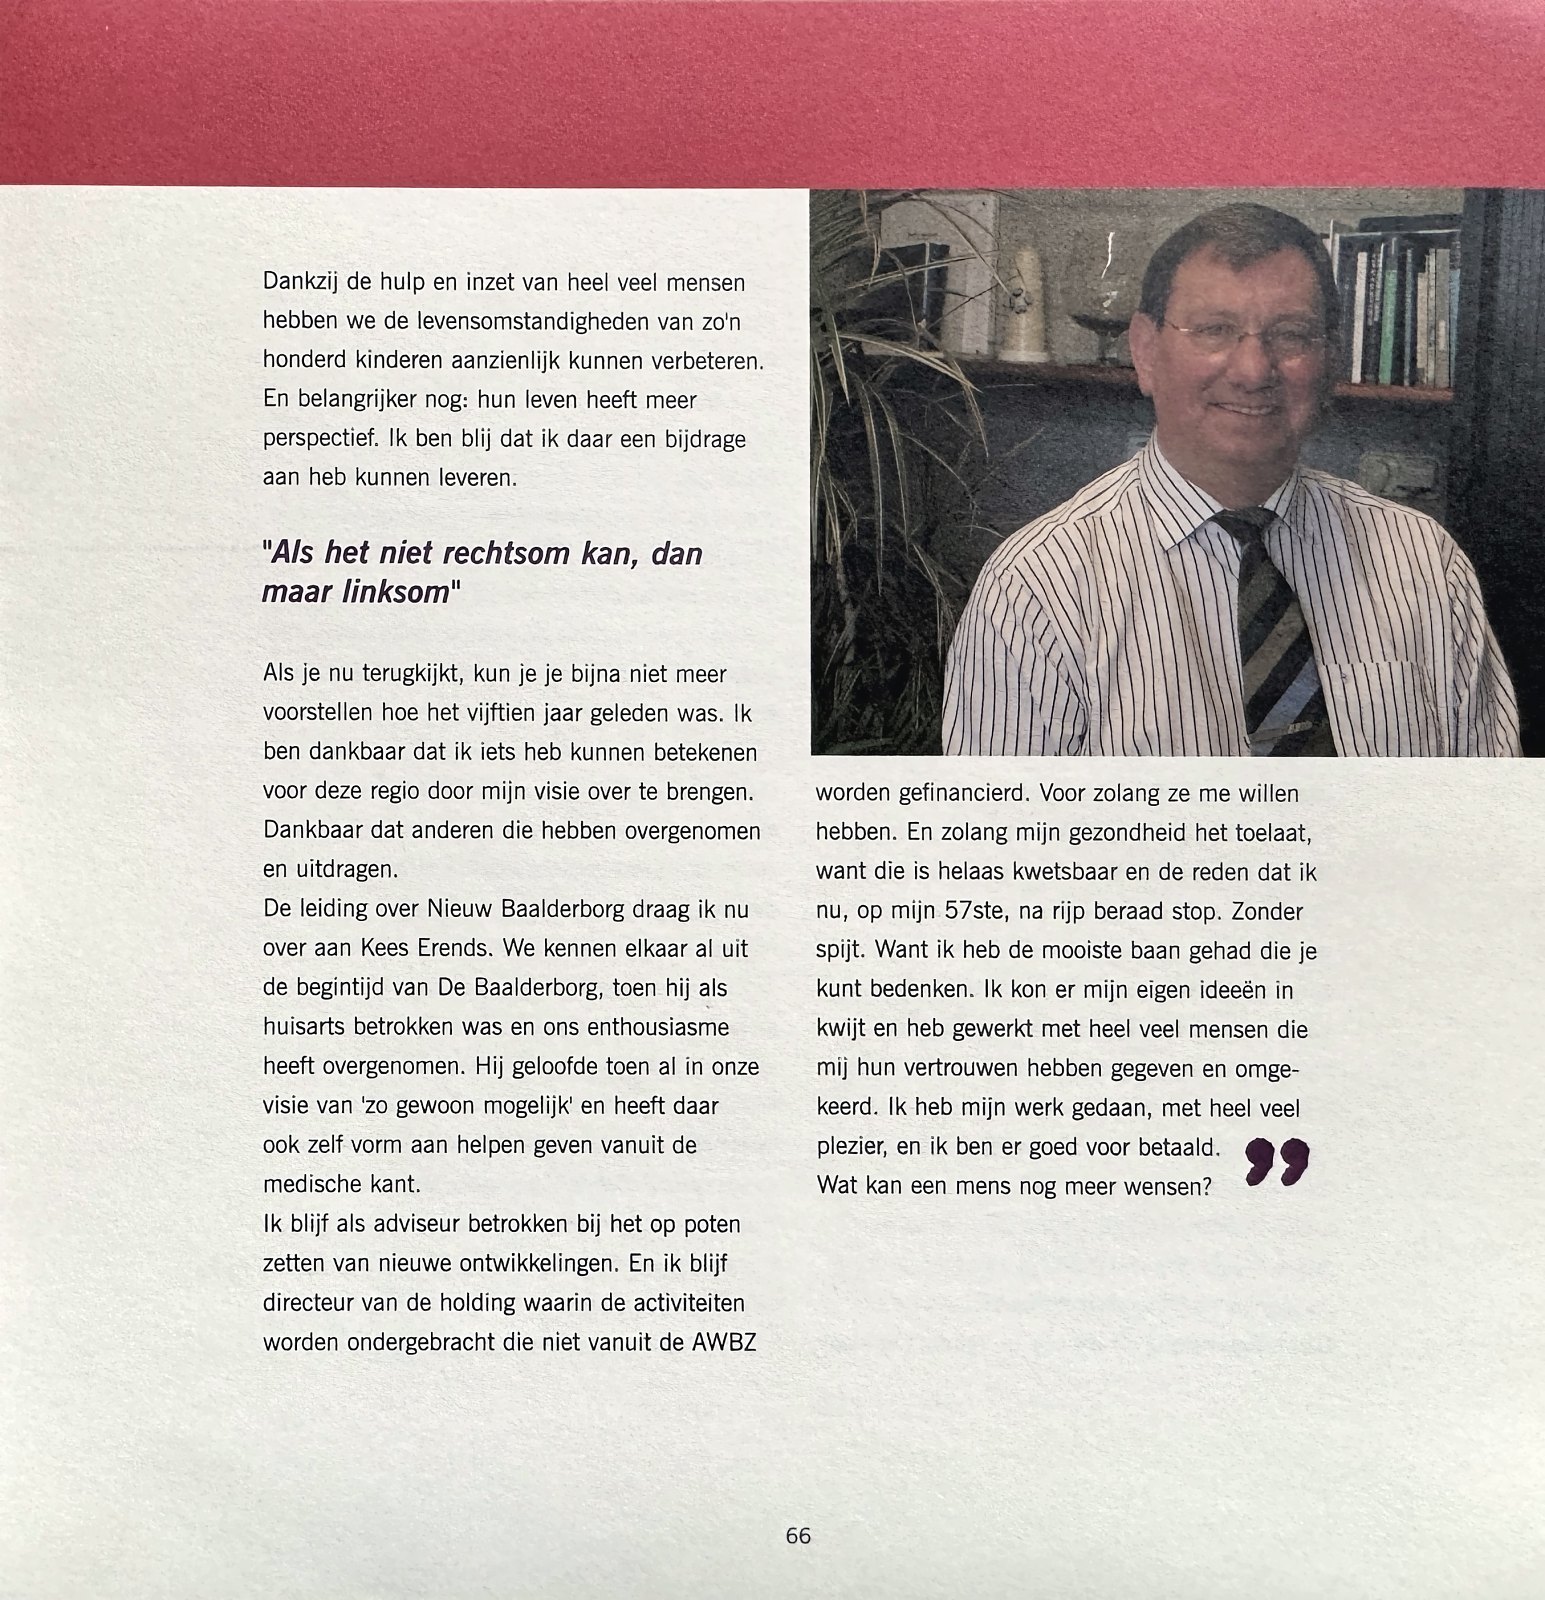 Dankzij de hulp en inzet van heel veel mensen
hebben we de levensomstandigheden van zo'n
honderd kinderen aanzienlijk kunnen verbeteren.
En belangrijker nog: hun leven heeft meer
perspectief. Ik ben blij dat ik daar een bijdrage
aan heb kunnen leveren.
"Als het niet rechtsom kan, dan
maar linksom"
Als je nu terugkijkt, kun je je bijna niet meer
voorstellen hoe het vijftien jaar geleden was. Ik
ben dankbaar dat ik iets heb kunnen betekenen
voor deze regio door mijn visie over te brengen.
Dankbaar dat anderen die hebben overgenomen
en uitdragen.
De leiding over Nieuw Baalderborg draag ik nu
over aan Kees Erends. We kennen elkaar al uit
de begintijd van De Baalderborg, toen hij als
huisarts betrokken was en ons enthousiasme
heeft overgenomen. Hij geloofde toen al in onze
visie van 'zo gewoon mogelijk' en heeft daar
ook zelf vorm aan helpen geven vanuit de
medische kant.
Ik blijf als adviseur betrokken bij het op poten
zetten van nieuwe ontwikkelingen. En ik blijf
directeur van de holding waarin de activiteiten
worden ondergebracht die niet vanuit de AWBZ
worden gefinancierd. Voor zolang ze me willen
hebben. En zolang mijn gezondheid het toelaat,
want die is helaas kwetsbaar en de reden dat ik
nu, op mijn 57ste, na rijp beraad stop. Zonder
spijt. Want ik heb de mooiste baan gehad die je
kunt bedenken. Ik kon er mijn eigen ideeën in
kwijt en heb gewerkt met heel veel mensen die
mij hun vertrouwen hebben gegeven en omge-
keerd. Ik heb mijn werk gedaan, met heel veel
plezier, en ik ben er goed voor betaald.
Wat kan een mens nog meer wensen? ”
66